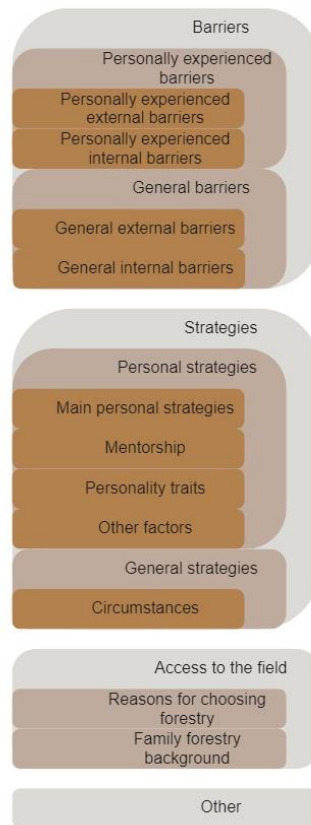 Barriers
Personally experienced
barriers
Personally experienced
external barriers
Personally experienced
internal barriers
General barriers
General external barriers
General internal barriers
Strategies
Personal strategies
Main personal strategies
Mentorship
Personality traits
Other factors
General strategies
Circumstances
Access to the field
Reasons for choosing
forestry
Family forestry
background
Other